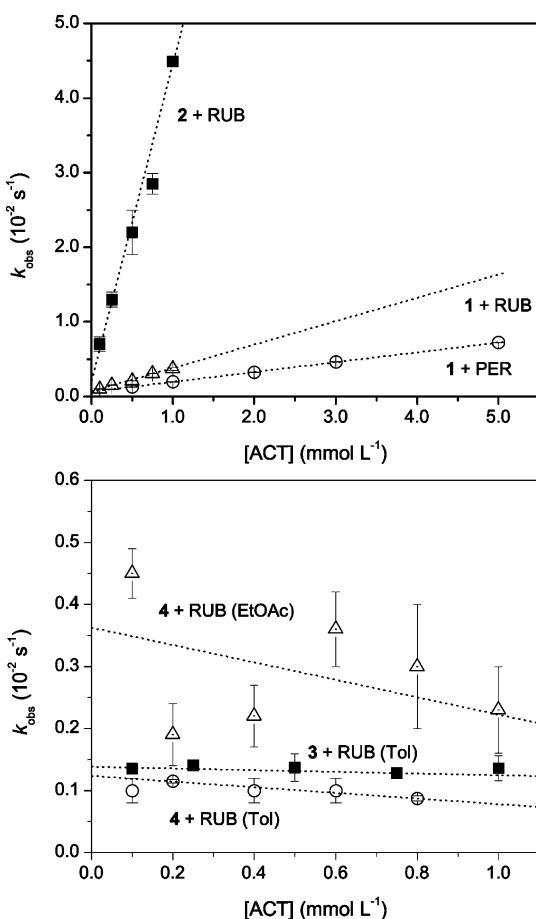 5.0
4.0
3.0
2.0
1.0
0.0
k_obs (10⁻² s⁻¹)
2 + RUB
1 + RUB
1 + PER
0.0 1.0 2.0 3.0 4.0 5.0
[ACT] (mmol L⁻¹)
0.6
0.5
0.4
0.3
0.2
0.1
0.0
k_obs (10⁻² s⁻¹)
4 + RUB (EtOAc)
3 + RUB (Tol)
4 + RUB (Tol)
0.0 0.2 0.4 0.6 0.8 1.0
[ACT] (mmol L⁻¹)